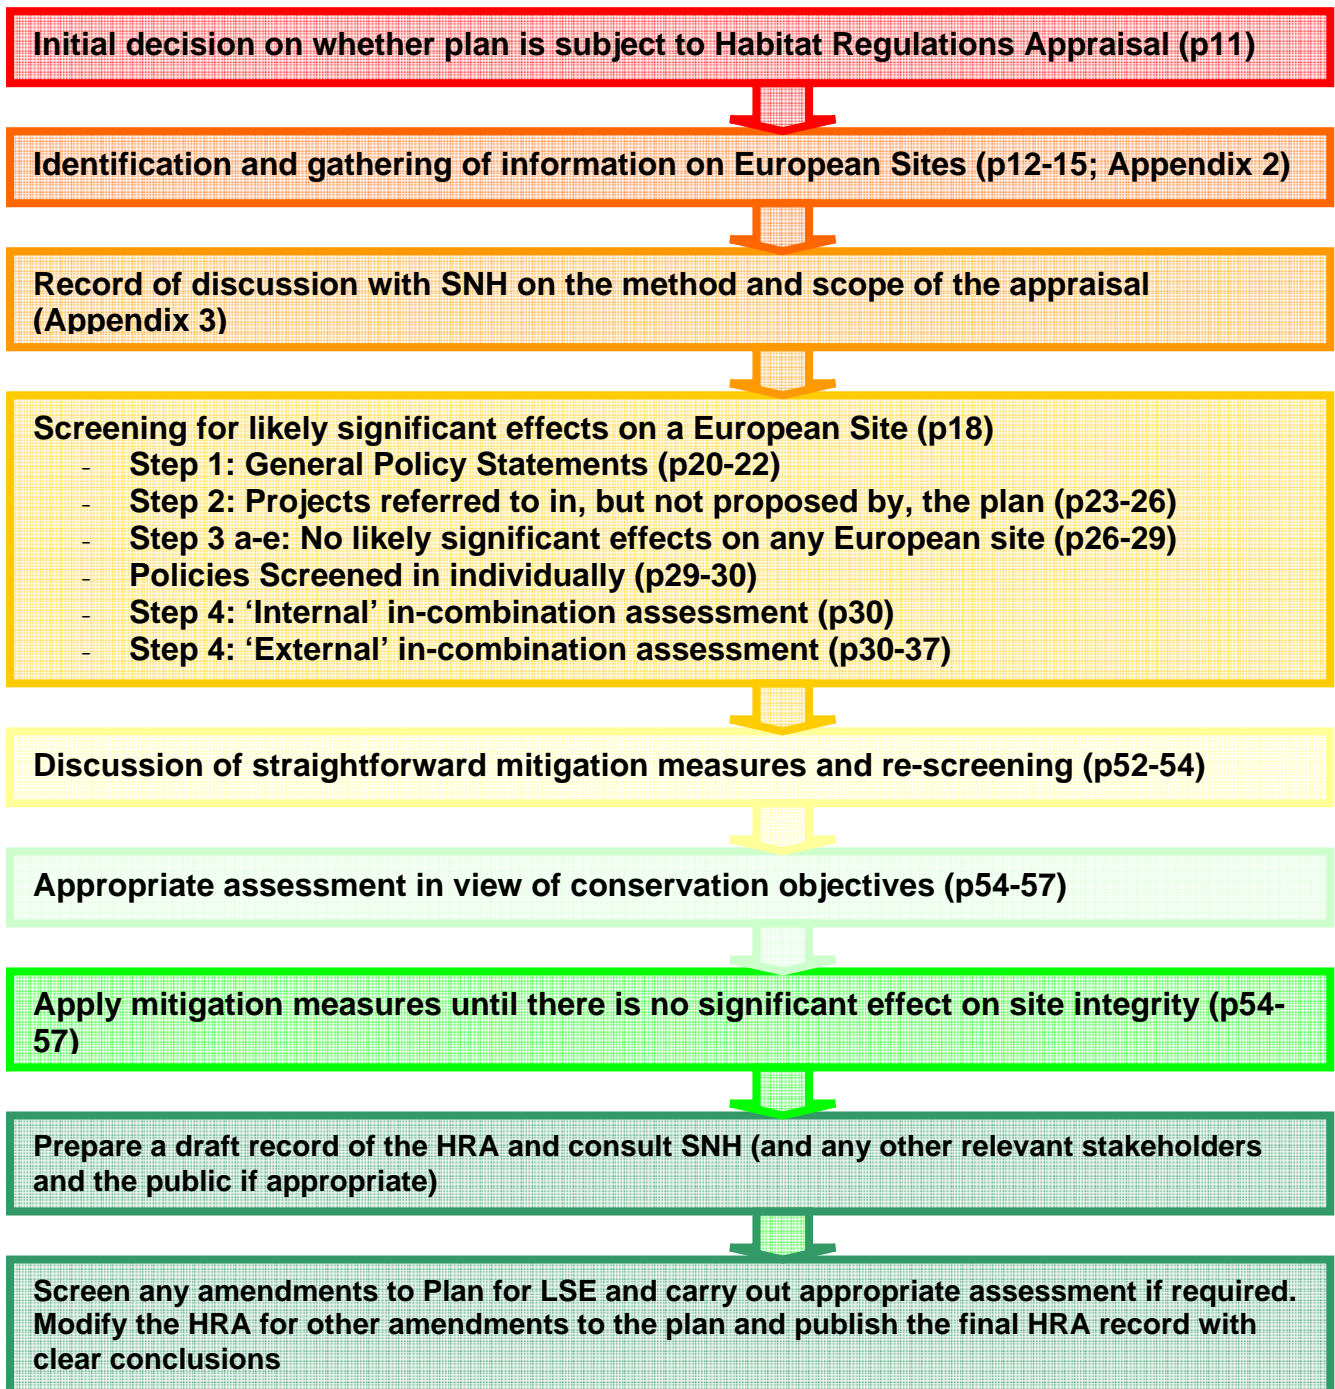 Initial decision on whether plan is subject to Habitat Regulations Appraisal (p11)
Identification and gathering of information on European Sites (p12-15; Appendix 2)
Record of discussion with SNH on the method and scope of the appraisal
(Appendix 3)
Screening for likely significant effects on a European Site (p18)
- Step 1: General Policy Statements (p20-22)
- Step 2: Projects referred to in, but not proposed by, the plan (p23-26)
- Step 3 a-e: No likely significant effects on any European site (p26-29)
- Policies Screened in individually (p29-30)
- Step 4: ‘Internal’ in-combination assessment (p30)
- Step 4: ‘External’ in-combination assessment (p30-37)
Discussion of straightforward mitigation measures and re-screening (p52-54)
Appropriate assessment in view of conservation objectives (p54-57)
Apply mitigation measures until there is no significant effect on site integrity (p54-
57)
Prepare a draft record of the HRA and consult SNH (and any other relevant stakeholders
and the public if appropriate)
Screen any amendments to Plan for LSE and carry out appropriate assessment if required.
Modify the HRA for other amendments to the plan and publish the final HRA record with
clear conclusions